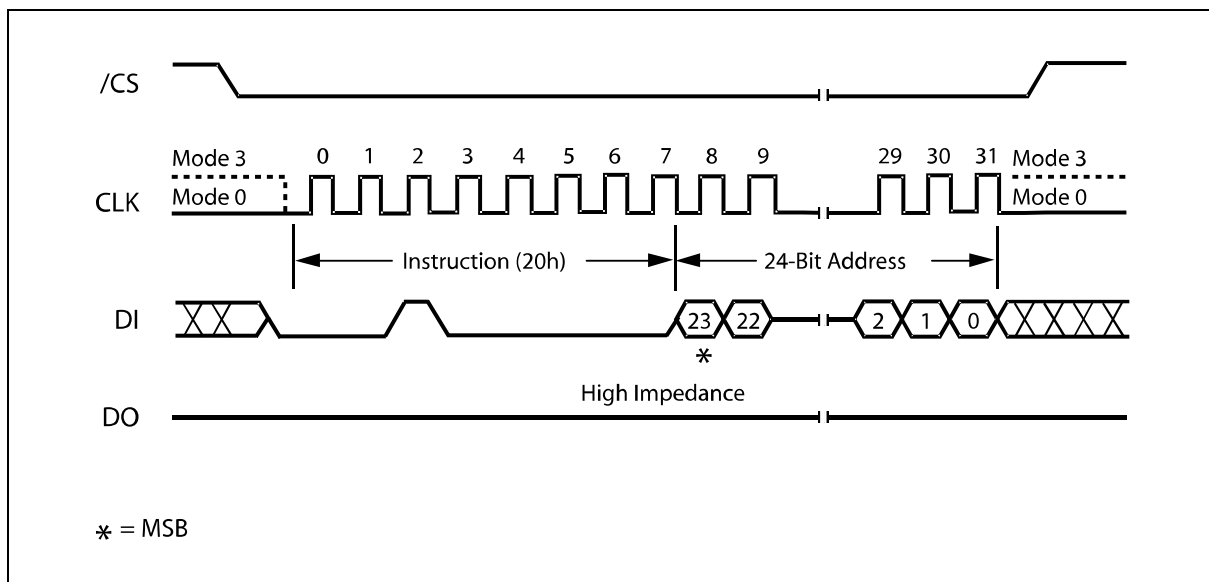 /CS
Mode 3 0 1 2 3 4 5 6 7 8 9 29 30 31 Mode 3
CLK Mode 0 Mode 0
Instruction (20h) 24-Bit Address
DI 23 22 2 1 0
*
High Impedance
DO
* = MSB